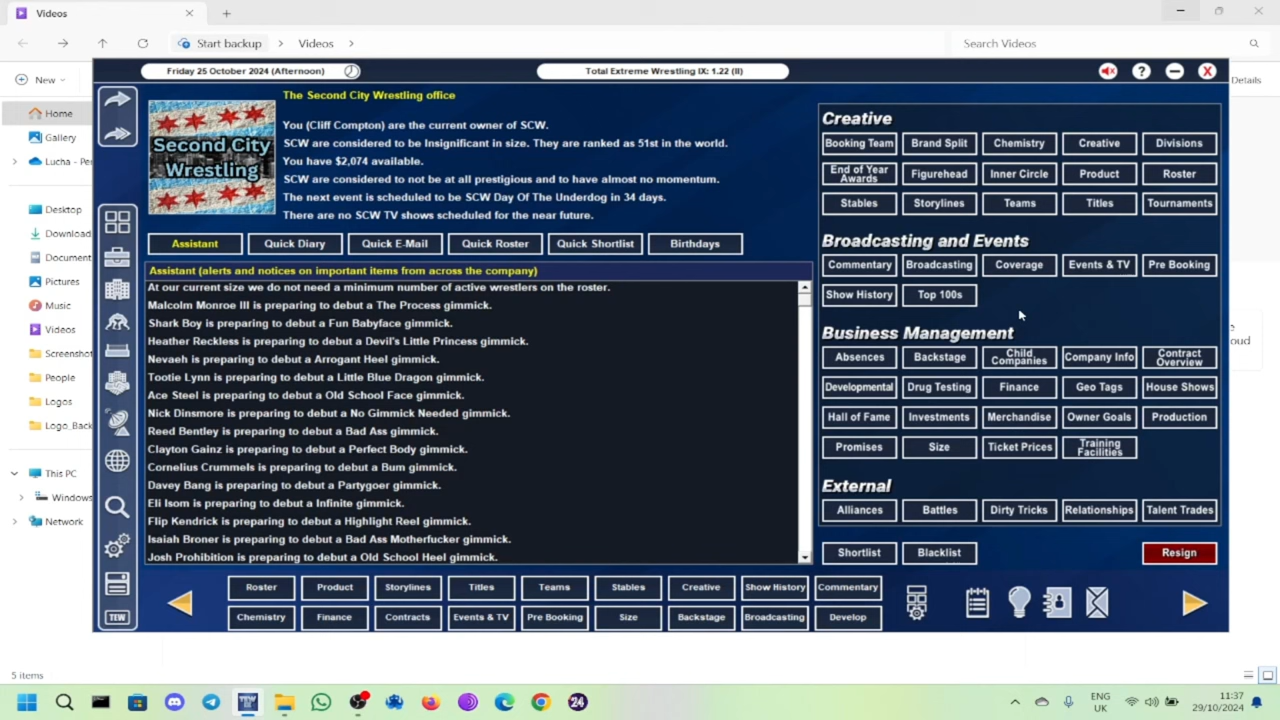 Videos
Start backup
Videos
Search Videos
New
Details
Home
Gallery
Lucha - Per
Desktop
Download
Document
Pictures
Music
Videos
Screenshot
People
Logos
Logo_Back
This PC
Windows
Network
5 items
Friday 25 October 2024 (Afternoon)
Total Extreme Wrestling IX: 1.22 (II)
Second City
Wrestling
The Second City Wrestling office
You (Cliff Compton) are the current owner of SCW.
SCW are considered to be Insignificant in size. They are ranked as 51st in the world.
You have $2,074 available.
SCW are considered to not be at all prestigious and to have almost no momentum.
The next event is scheduled to be SCW Day Of The Underdog in 34 days.
There are no SCW TV shows scheduled for the near future.
Assistant Quick Diary Quick E-Mail Quick Roster Quick Shortlist Birthdays
Assistant (alerts and notices on important items from across the company)
At our current size we do not need a minimum number of active wrestlers on the roster.
Malcolm Monroe III is preparing to debut a The Process gimmick.
Shark Boy is preparing to debut a Fun Babyface gimmick.
Heather Reckless is preparing to debut a Devil's Little Princess gimmick.
Nevaeh is preparing to debut a Arrogant Heel gimmick.
Tootie Lynn is preparing to debut a Little Blue Dragon gimmick.
Ace Steel is preparing to debut a Old School Face gimmick.
Nick Dinsmore is preparing to debut a No Gimmick Needed gimmick.
Reed Bentley is preparing to debut a Bad Ass gimmick.
Clayton Gainz is preparing to debut a Perfect Body gimmick.
Cornelius Crummels is preparing to debut a Bum gimmick.
Davey Bang is preparing to debut a Partygoer gimmick.
Eli Isom is preparing to debut a Infinite gimmick.
Flip Kendrick is preparing to debut a Highlight Reel gimmick.
Isaiah Broner is preparing to debut a Bad Ass Motherfucker gimmick.
Josh Prohibition is preparing to debut a Old School Heel gimmick.
Creative
Booking Team Brand Split Chemistry Creative Divisions
End of Year
Awards
Figurehead Inner Circle Product Roster
Stables Storylines Teams Titles Tournaments
Broadcasting and Events
Commentary Broadcasting Coverage Events & TV Pre Booking
Show History Top 100s
Business Management
Absences Backstage
Child
Companies
Company Info
Contract
Overview
Developmental Drug Testing Finance Geo Tags House Shows
Hall of Fame Investments Merchandise Owner Goals Production
Promises Size Ticket Prices
Training
Facilities
External
Alliances Battles Dirty Tricks Relationships Talent Trades
Shortlist Blacklist Resign
Roster Product Storylines Titles Teams Stables Creative Show History Commentary
Chemistry Finance Contracts Events & TV Pre Booking Size Backstage Broadcasting Develop
TEW
24
ENG
UK
11:37
29/10/2024